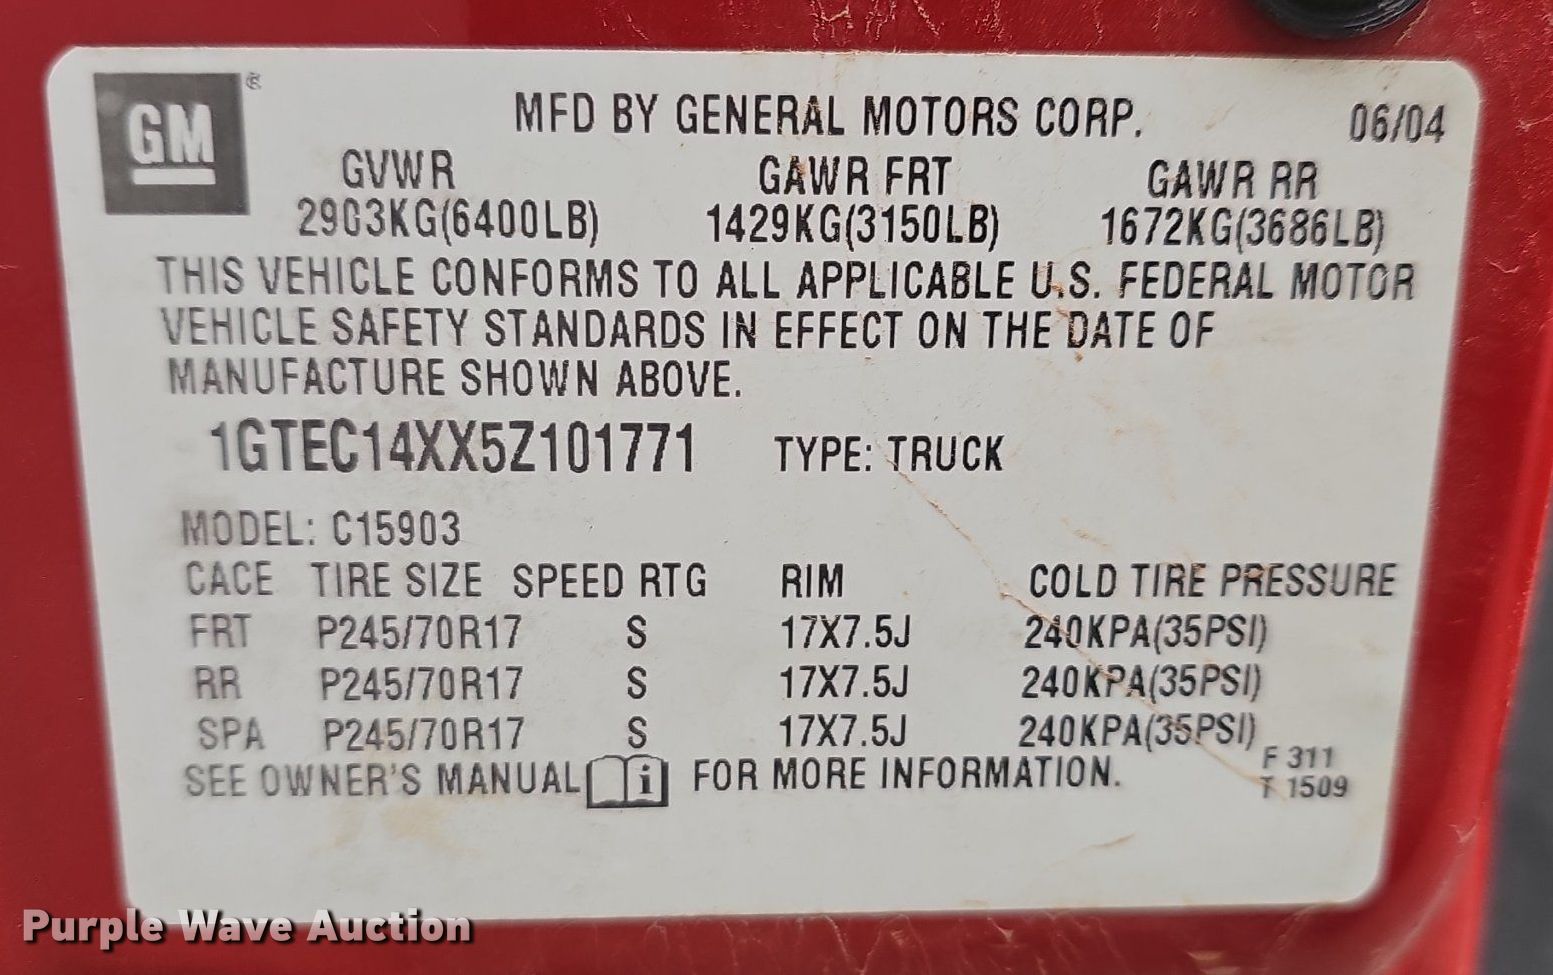 GM ®
MFD BY GENERAL MOTORS CORP. 06/04
GVWR GAWR FRT GAWR RR
2903KG(6400LB) 1429KG(3150LB) 1672KG(3686LB)
THIS VEHICLE CONFORMS TO ALL APPLICABLE U.S. FEDERAL MOTOR
VEHICLE SAFETY STANDARDS IN EFFECT ON THE DATE OF
MANUFACTURE SHOWN ABOVE.
1GTEC14XX5Z101771 TYPE: TRUCK
MODEL: C15903
CACE TIRE SIZE SPEED RTG RIM COLD TIRE PRESSURE
FRT P245/70R17 S 17X7.5J 240KPA(35PSI)
RR P245/70R17 S 17X7.5J 240KPA(35PSI)
SPA P245/70R17 S 17X7.5J 240KPA(35PSI)
SEE OWNER'S MANUAL i FOR MORE INFORMATION.
F 311
T 1509
Purple Wave Auction